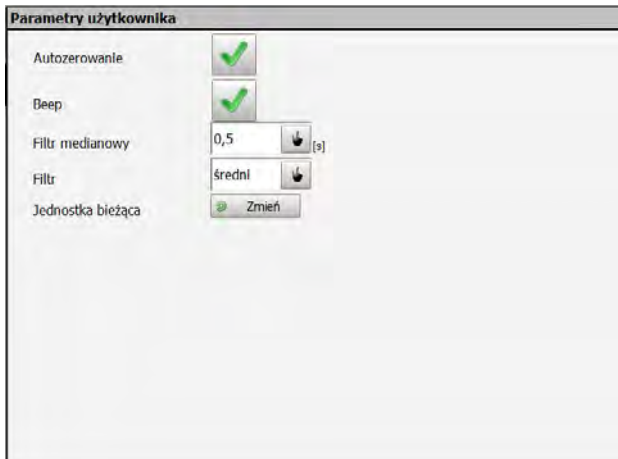 Parametry użytkownika
Autozerowanie
Beep
Filtr medianowy 0,5 [s]
Filtr średni
Jednostka bieżąca Zmień